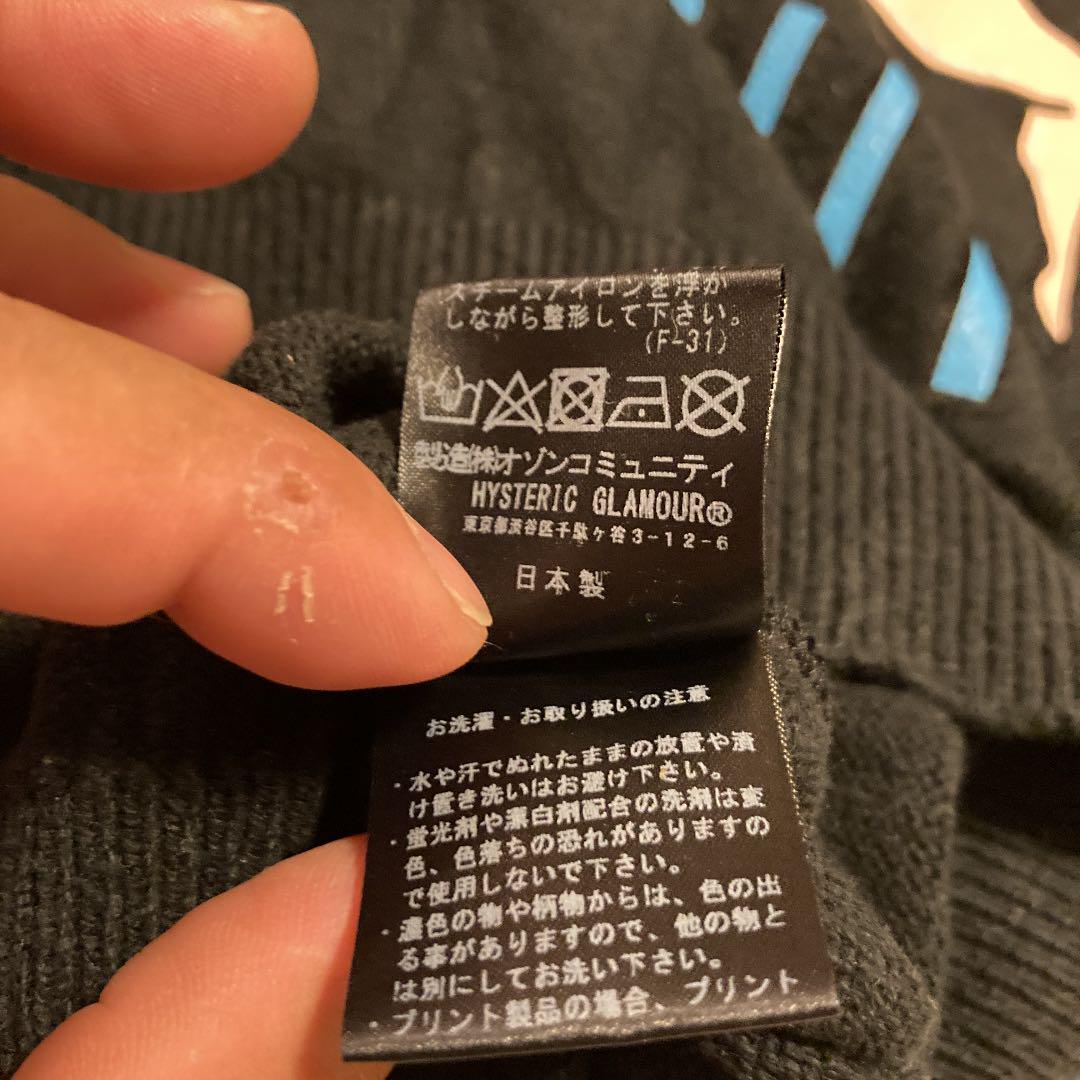 スチームアイロンを浮か
しながら整形して下さい。
(F-31)
製造(株)オゾンコミュニティ
HYSTERIC GLAMOUR®
東京都渋谷区千駄ヶ谷3-12-6
日本製
お洗濯・お取り扱いの注意
・水や汗でぬれたままの放置や漬
け置き洗いはお避け下さい。
・蛍光剤や漂白剤配合の洗剤は変
色、色落ちの恐れがありますの
で使用しないで下さい。
・濃色の物や柄物からは、色の出
る事がありますので、他の物と
は別にしてお洗い下さい。
・プリント製品の場合、プリント